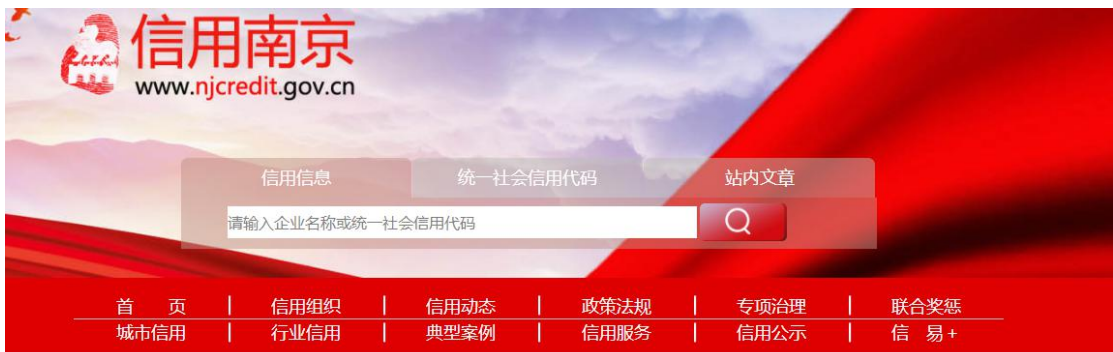 信用南京
www.njcredit.gov.cn
信用信息 统一社会信用代码 站内文章
请输入企业名称或统一社会信用代码
首 页 信用组织 信用动态 政策法规 专项治理 联合奖惩
城市信用 行业信用 典型案例 信用服务 信用公示 信 易+